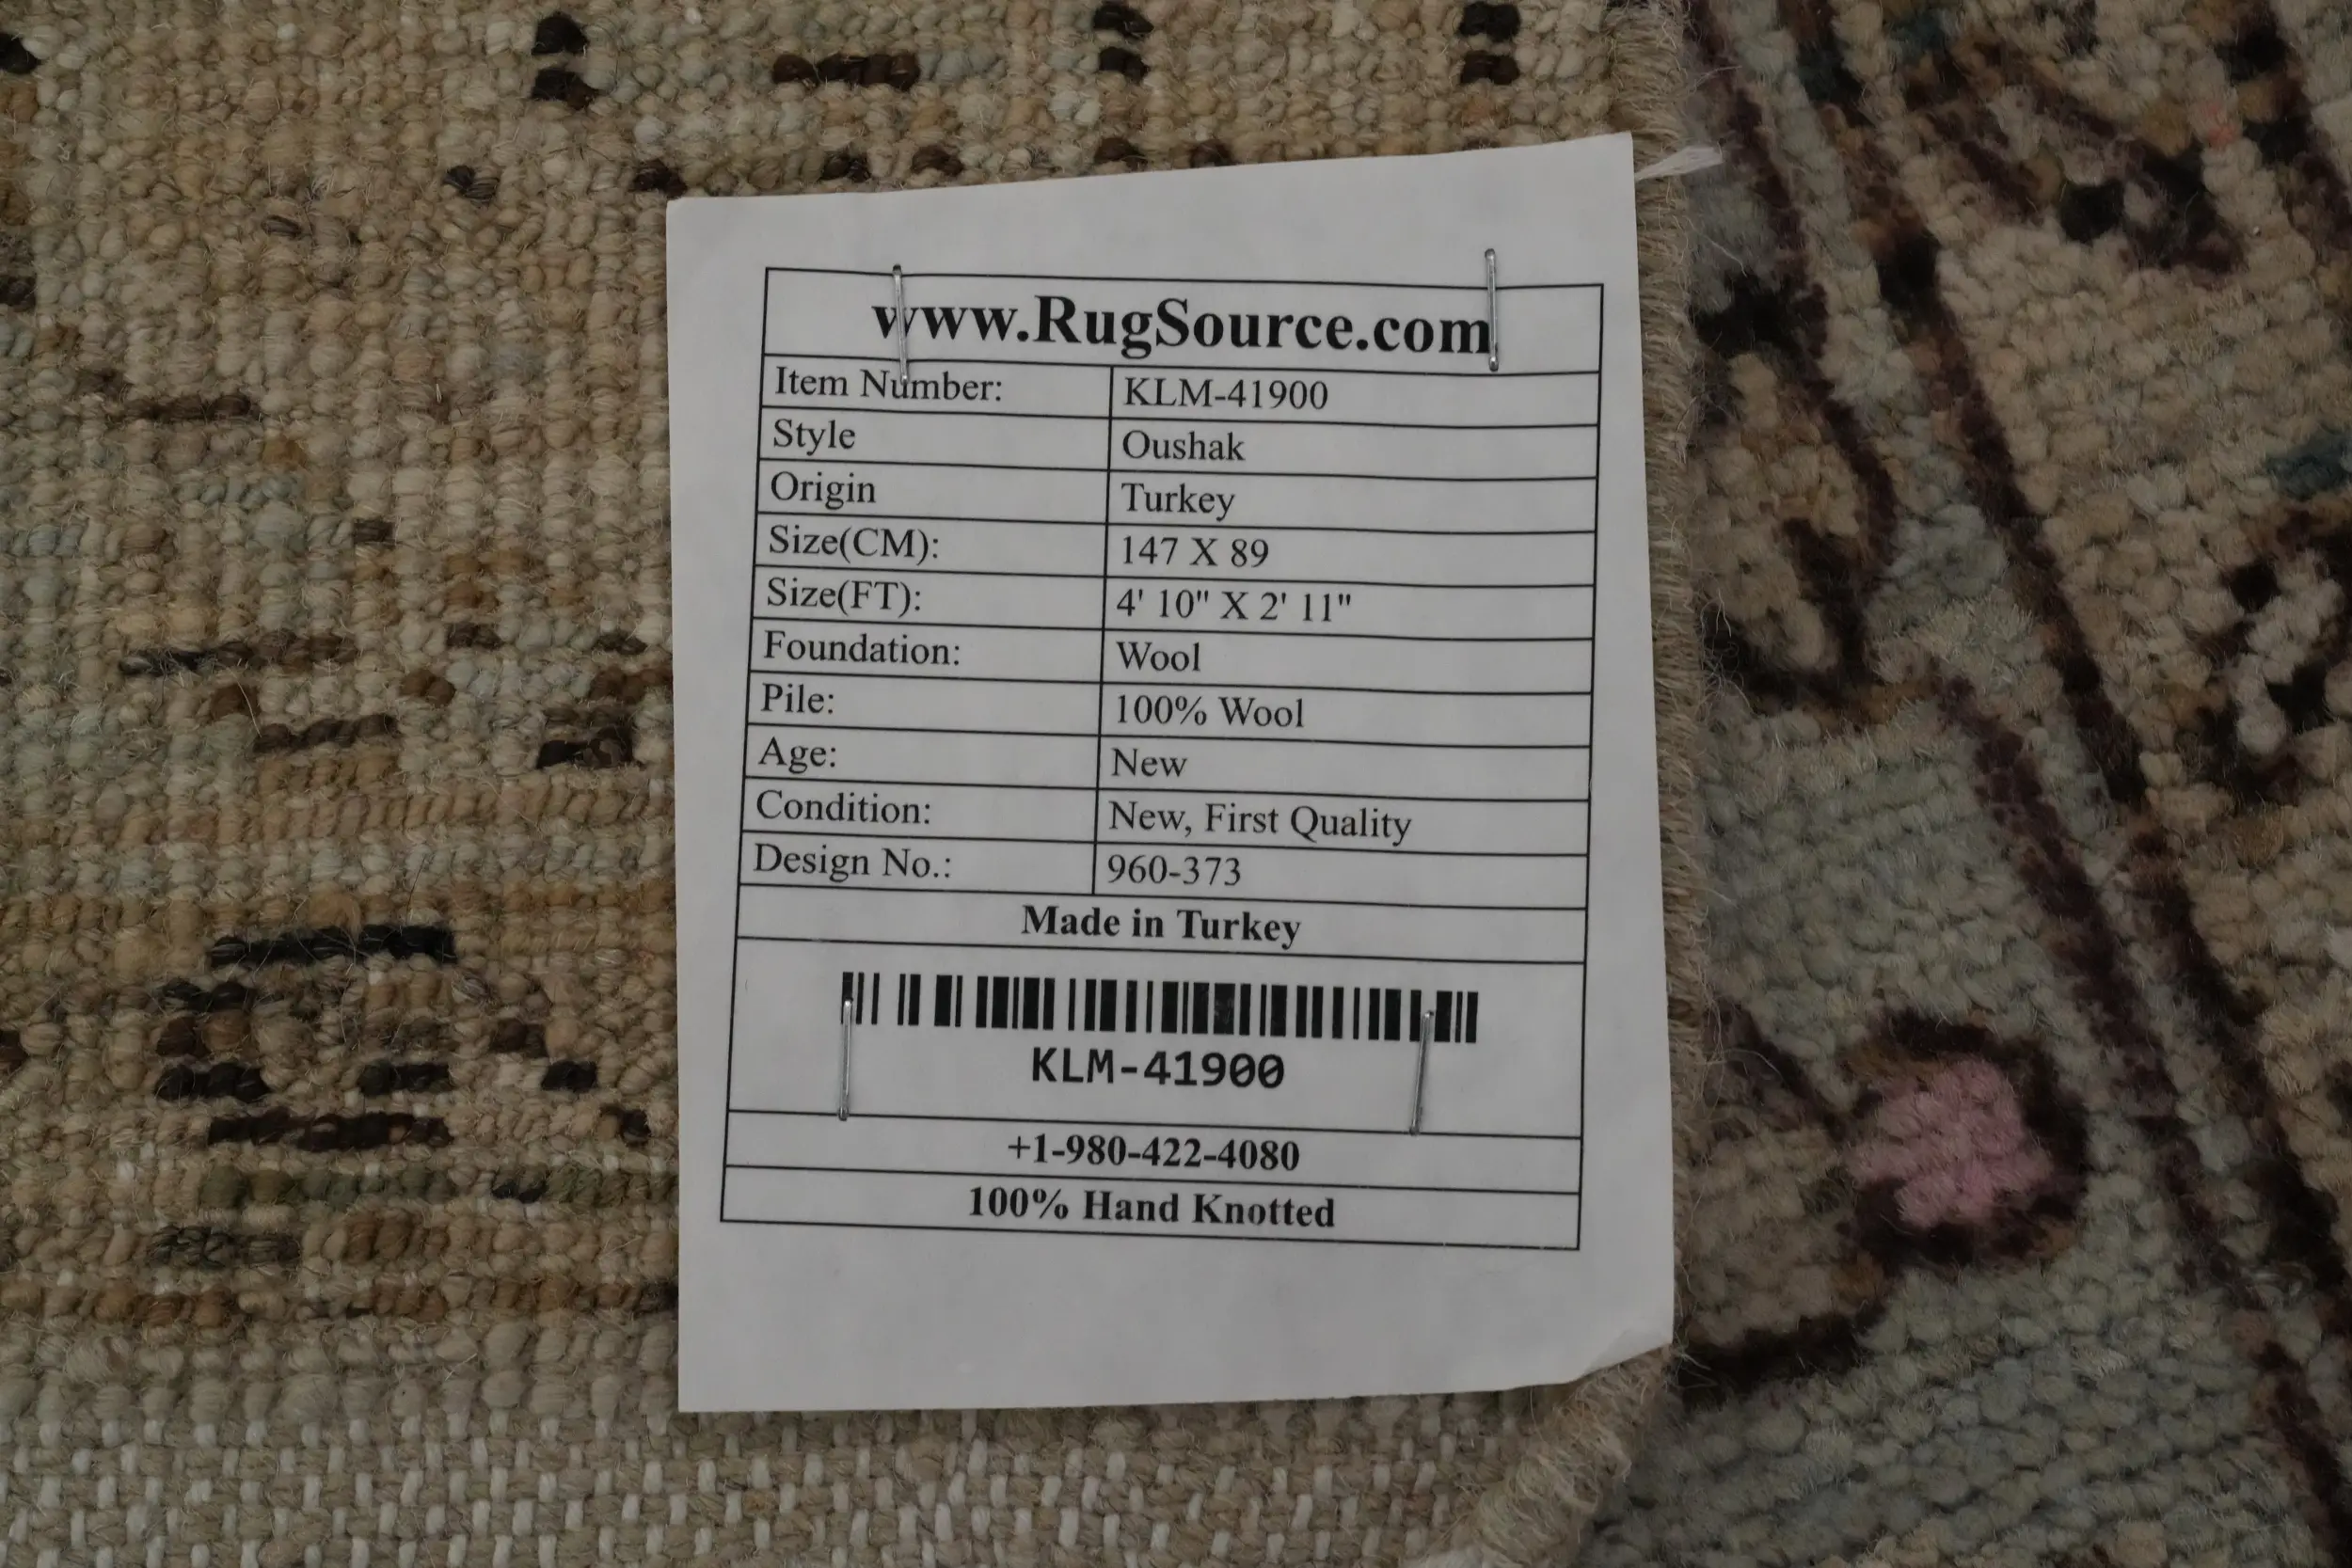 www.RugSource.com
Item Number: KLM-41900
Style Oushak
Origin Turkey
Size(CM): 147 X 89
Size(FT): 4' 10" X 2' 11"
Foundation: Wool
Pile: 100% Wool
Age: New
Condition: New, First Quality
Design No.: 960-373
Made in Turkey
KLM-41900
+1-980-422-4080
100% Hand Knotted